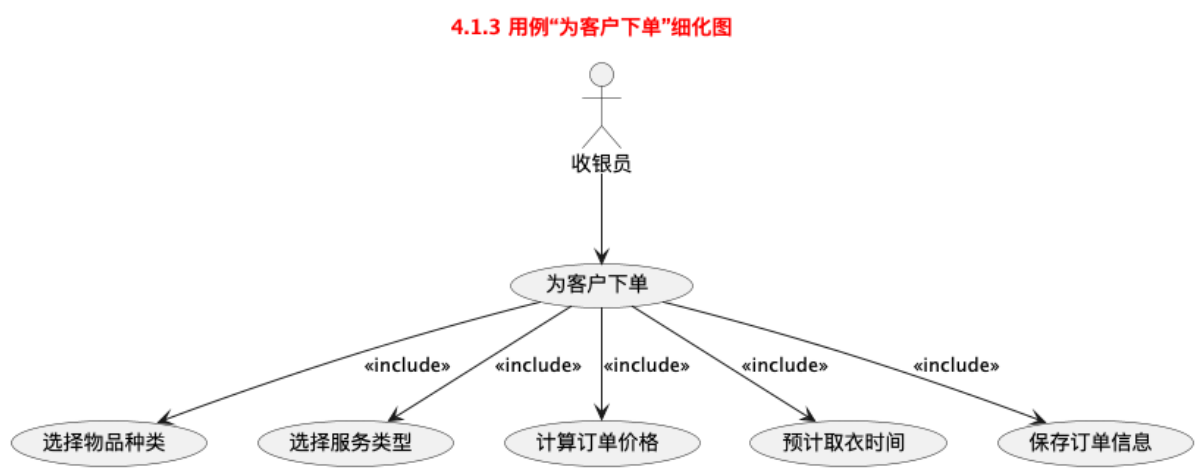 4.1.3 用例“为客户下单”细化图
收银员
为客户下单
«include» «include» «include» «include» «include»
选择物品种类 选择服务类型 计算订单价格 预计取衣时间 保存订单信息